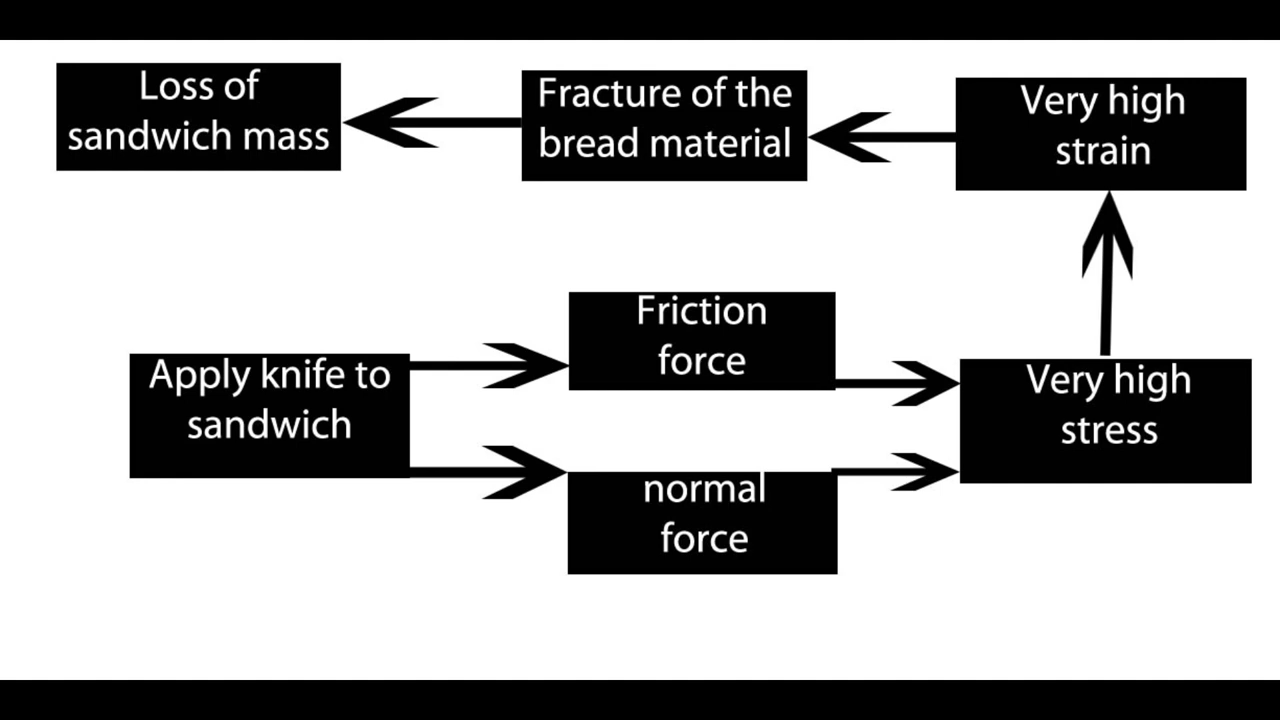 Loss of
sandwich mass
Fracture of the
bread material
Very high
strain
Apply knife to
sandwich
Friction
force
normal
force
Very high
stress